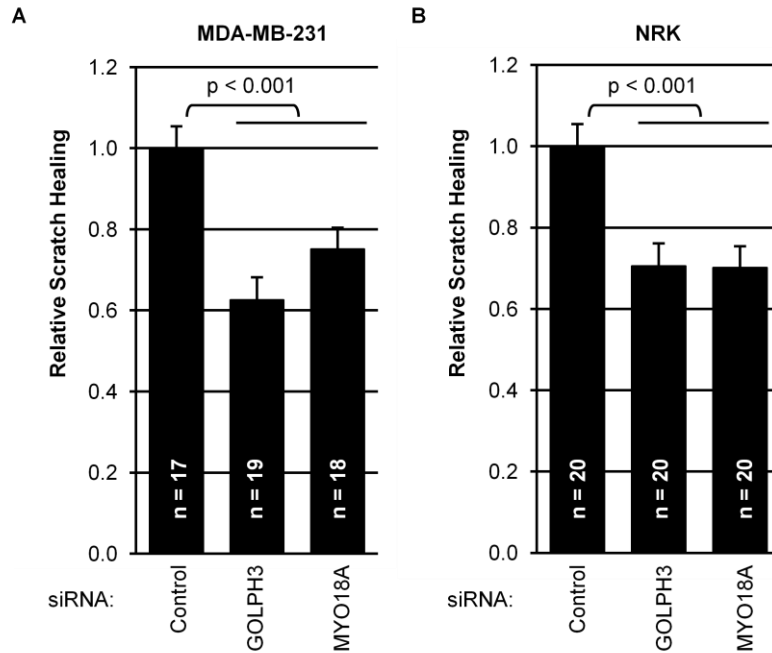 A
MDA-MB-231
Relative Scratch Healing
1.2
1.0
0.8
0.6
0.4
0.2
0.0
p < 0.001
n = 17
n = 19
n = 18
siRNA:
Control
GOLPH3
MYO18A
B
NRK
Relative Scratch Healing
1.2
1.0
0.8
0.6
0.4
0.2
0.0
p < 0.001
n = 20
n = 20
n = 20
siRNA:
Control
GOLPH3
MYO18A